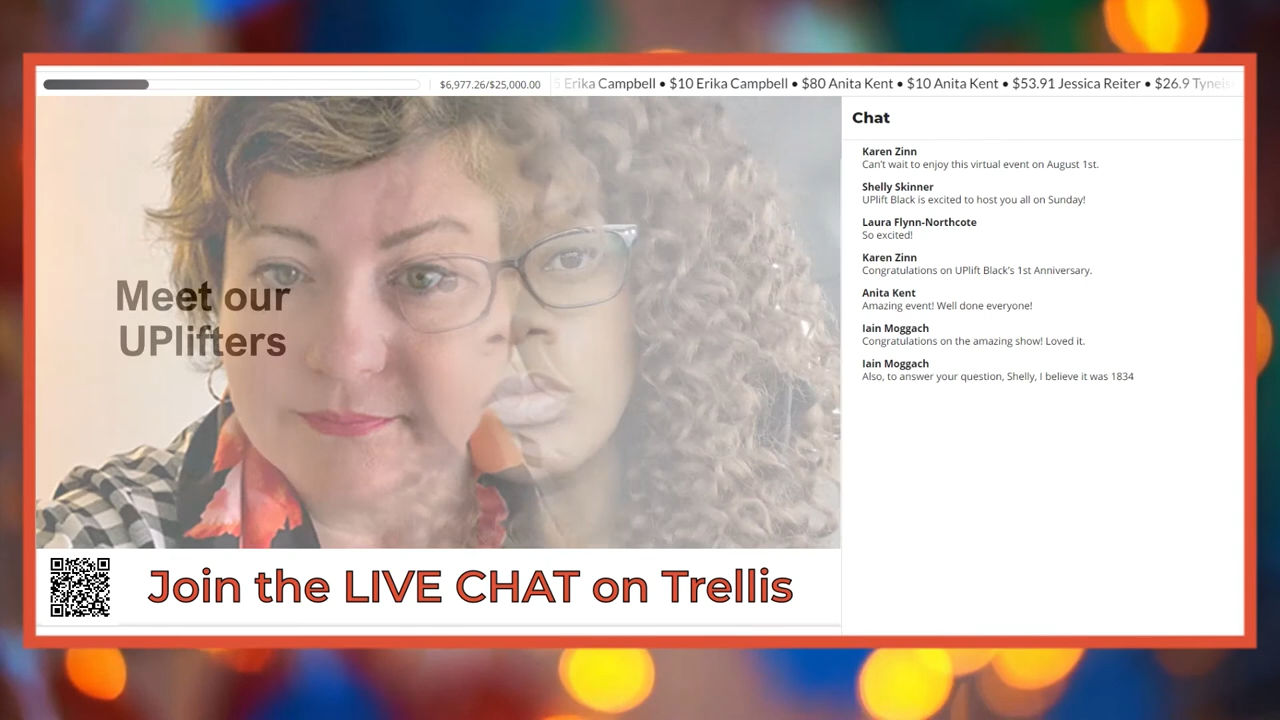 $6,977.26/$25,000.00
5 Erika Campbell • $10 Erika Campbell • $80 Anita Kent • $10 Anita Kent • $53.91 Jessica Reiter • $26.9 Tyneis
Meet our
UPlifters
Join the LIVE CHAT on Trellis
Chat
Karen Zinn
Can't wait to enjoy this virtual event on August 1st.
Shelly Skinner
UPlift Black is excited to host you all on Sunday!
Laura Flynn-Northcote
So excited!
Karen Zinn
Congratulations on UPlift Black's 1st Anniversary.
Anita Kent
Amazing event! Well done everyone!
Iain Moggach
Congratulations on the amazing show! Loved it.
Iain Moggach
Also, to answer your question, Shelly, I believe it was 1834